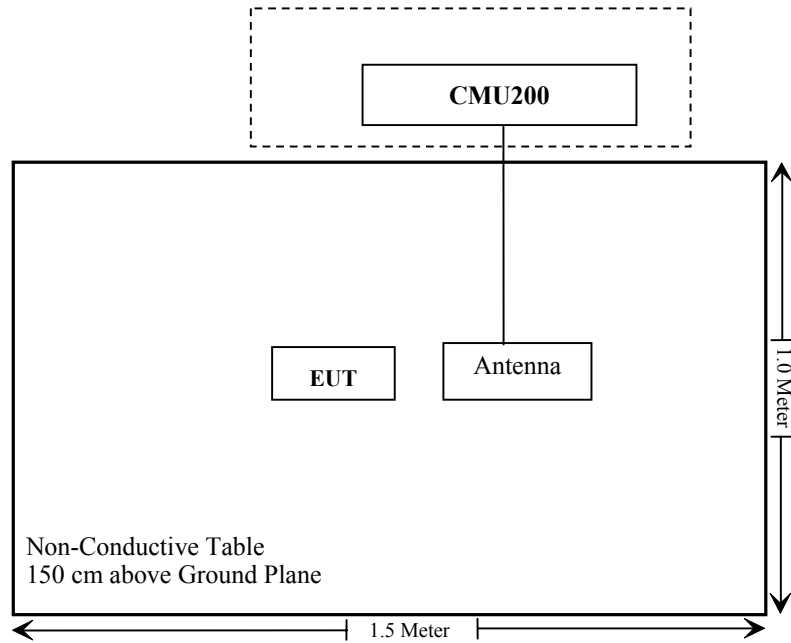 CMU200
EUT
Antenna
1.0 Meter
Non-Conductive Table
150 cm above Ground Plane
1.5 Meter